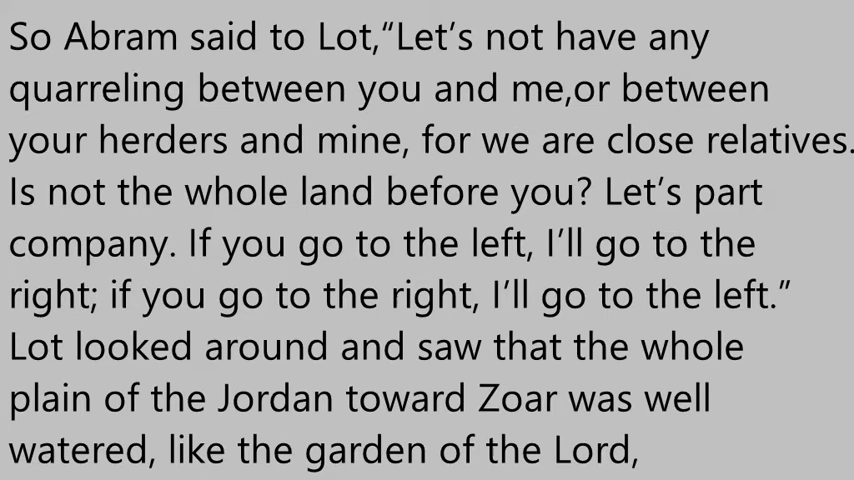 So Abram said to Lot,“Let’s not have any
quarreling between you and me,or between
your herders and mine, for we are close relatives.
Is not the whole land before you? Let’s part
company. If you go to the left, I’ll go to the
right; if you go to the right, I’ll go to the left.”
Lot looked around and saw that the whole
plain of the Jordan toward Zoar was well
watered, like the garden of the Lord,